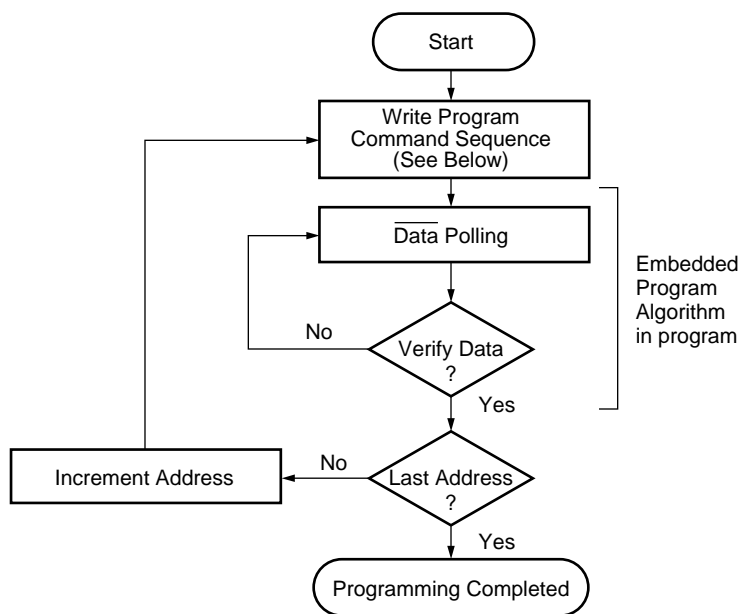 Start
Write Program
Command Sequence
(See Below)
Data Polling
Embedded
Program
Algorithm
in program
No
Verify Data
?
Yes
Increment Address
No
Last Address
?
Yes
Programming Completed